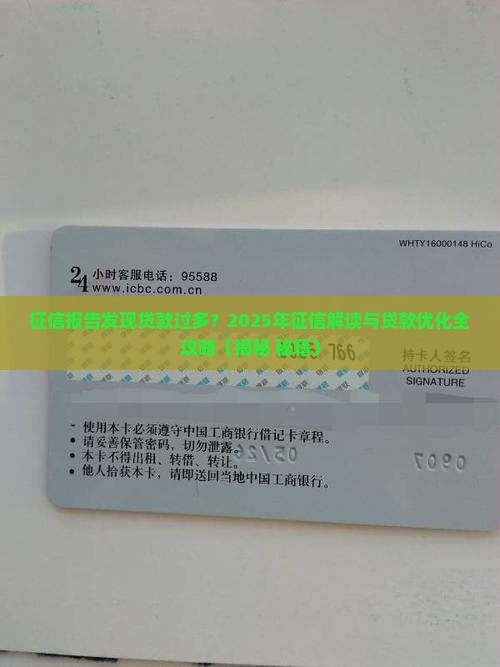 WHTY16000148 HiCo
24 小时客服电话：95588
www.icbc.com.cn
征信报告发现贷款过多？2025年征信解读与贷款优化全
攻略（揭秘 秘籍）
766
持卡人签名
AUTHORIZED
SIGNATURE
- 使用本卡必须遵守中国工商银行借记卡章程。
• 请妥善保管密码，切勿泄露。
• 本卡不得出租、转借、转让。
• 他人拾获本卡，请即送回当地中国工商银行。